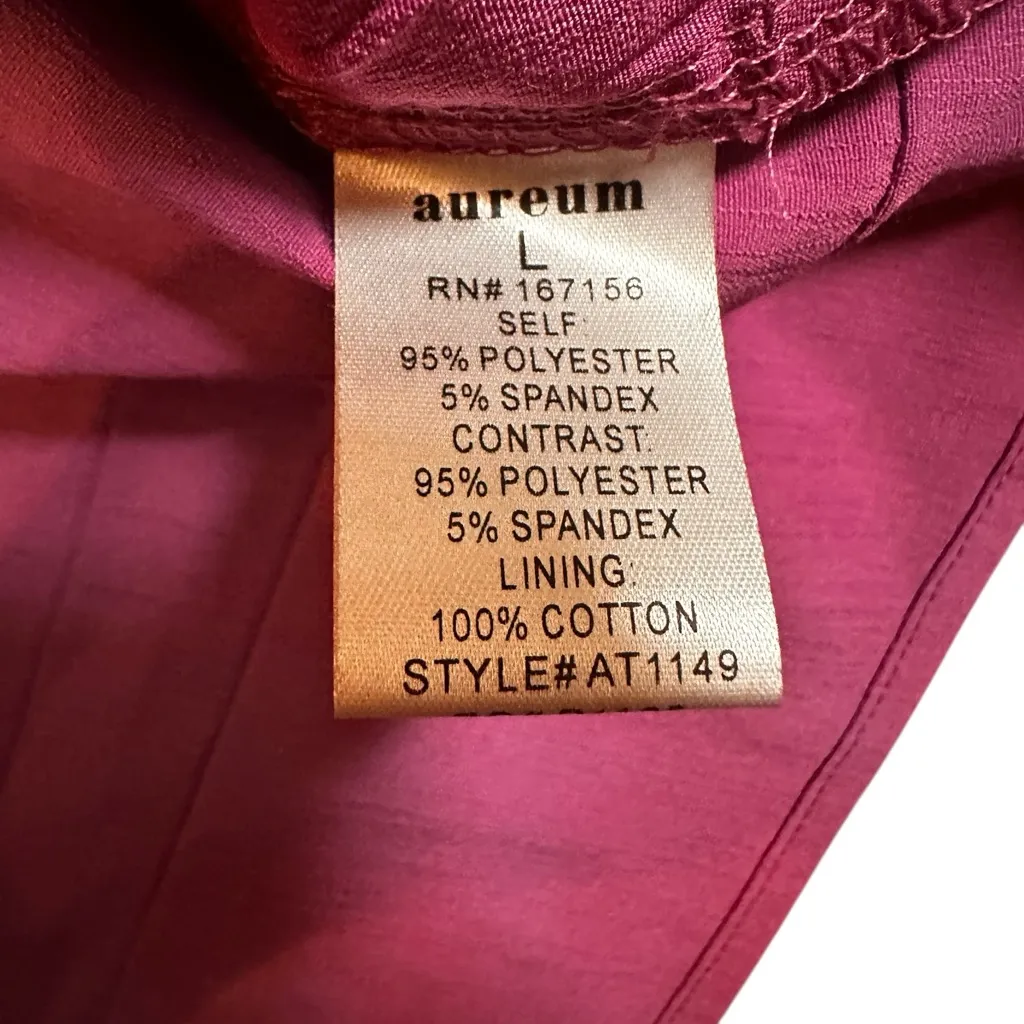 aureum
L
RN# 167156
SELF:
95% POLYESTER
5% SPANDEX
CONTRAST:
95% POLYESTER
5% SPANDEX
LINING:
100% COTTON
STYLE#AT1149